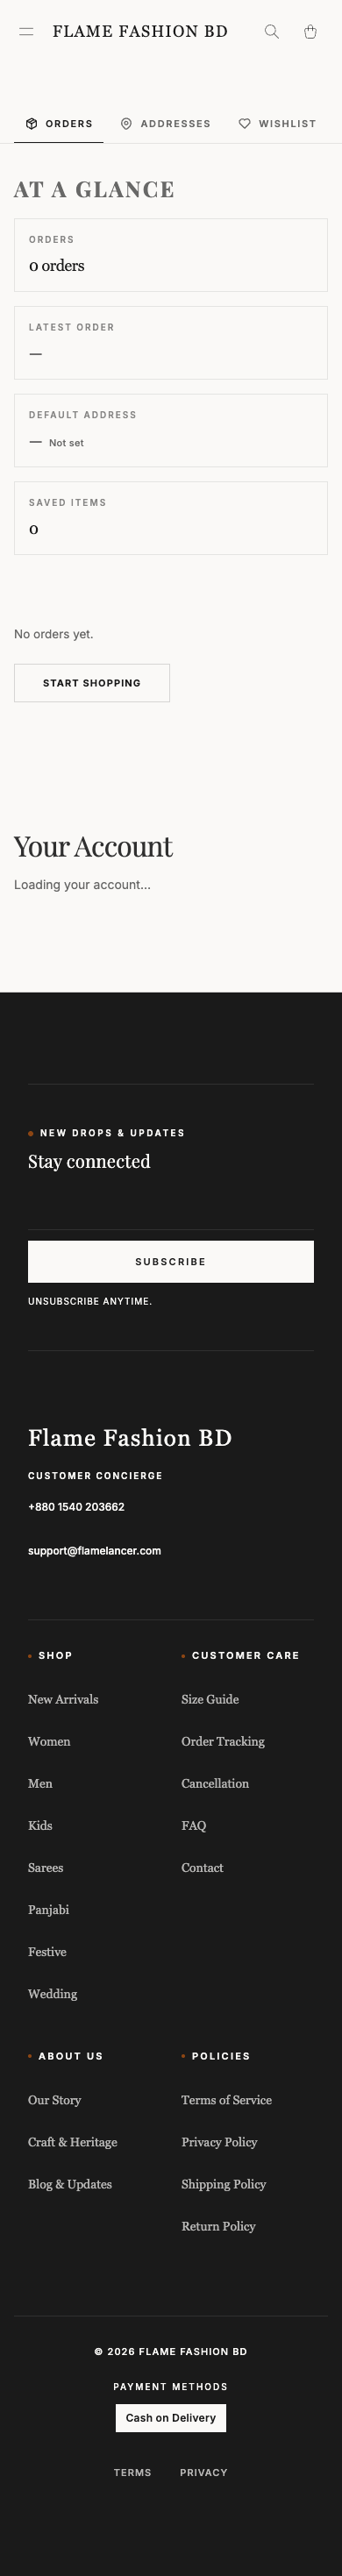 FLAME FASHION BD
ORDERS ADDRESSES WISHLIST
AT A GLANCE
ORDERS
0 orders
LATEST ORDER
—
DEFAULT ADDRESS
— Not set
SAVED ITEMS
0
No orders yet.
START SHOPPING
Your Account
Loading your account...
NEW DROPS & UPDATES
Stay connected
SUBSCRIBE
UNSUBSCRIBE ANYTIME.
Flame Fashion BD
CUSTOMER CONCIERGE
+880 1540 203662
support@flamelancer.com
SHOP
New Arrivals
Women
Men
Kids
Sarees
Panjabi
Festive
Wedding
CUSTOMER CARE
Size Guide
Order Tracking
Cancellation
FAQ
Contact
ABOUT US
Our Story
Craft & Heritage
Blog & Updates
POLICIES
Terms of Service
Privacy Policy
Shipping Policy
Return Policy
© 2026 FLAME FASHION BD
PAYMENT METHODS
Cash on Delivery
TERMS PRIVACY